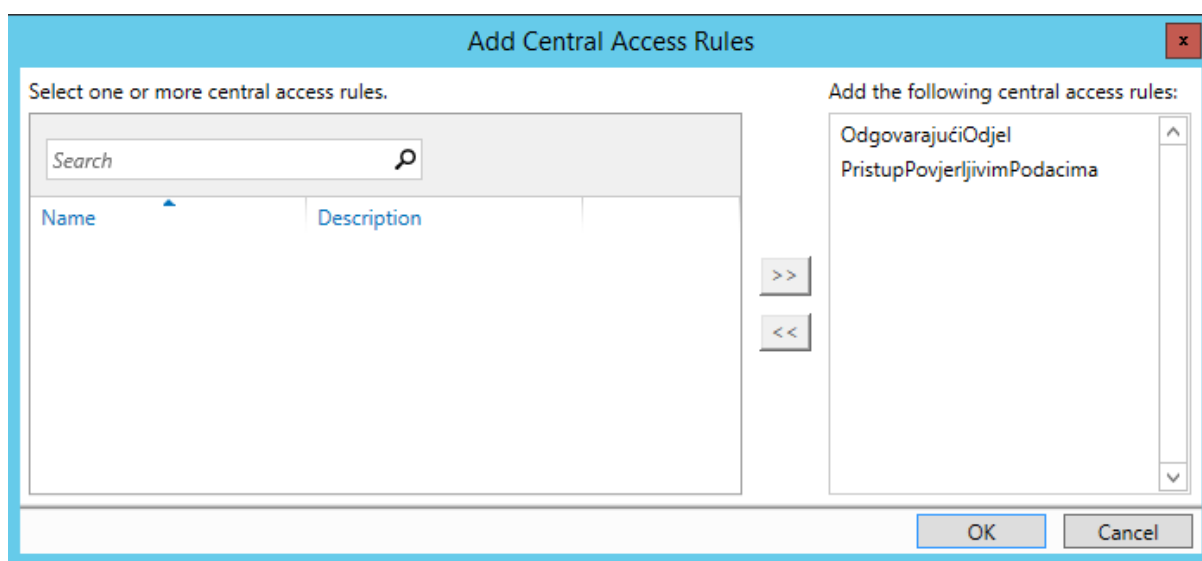 Add Central Access Rules
x
Select one or more central access rules.
Add the following central access rules:
Search
Name
Description
OdgovarajućiOdjel
PristupPovjerljivimPodacima
>>
<<
OK
Cancel